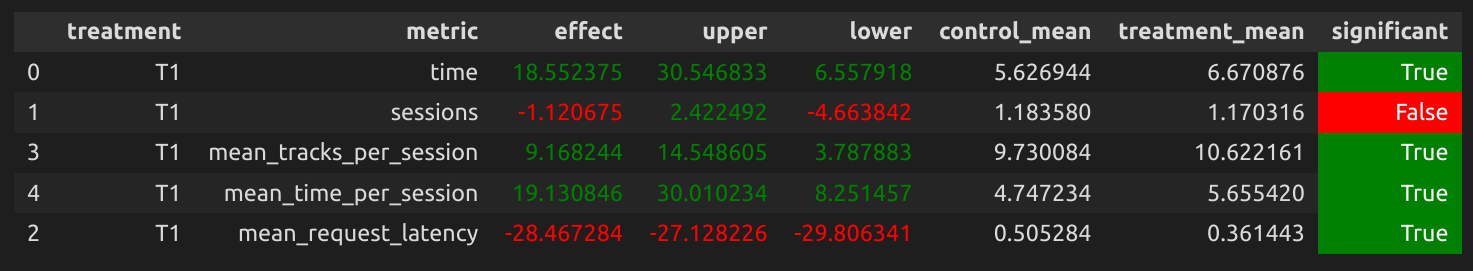 treatment metric effect upper lower control_mean treatment_mean significant
0 T1 time 18.552375 30.546833 6.557918 5.626944 6.670876 True
1 T1 sessions -1.120675 2.422492 -4.663842 1.183580 1.170316 False
3 T1 mean_tracks_per_session 9.168244 14.548605 3.787883 9.730084 10.622161 True
4 T1 mean_time_per_session 19.130846 30.010234 8.251457 4.747234 5.655420 True
2 T1 mean_request_latency -28.467284 -27.128226 -29.806341 0.505284 0.361443 True